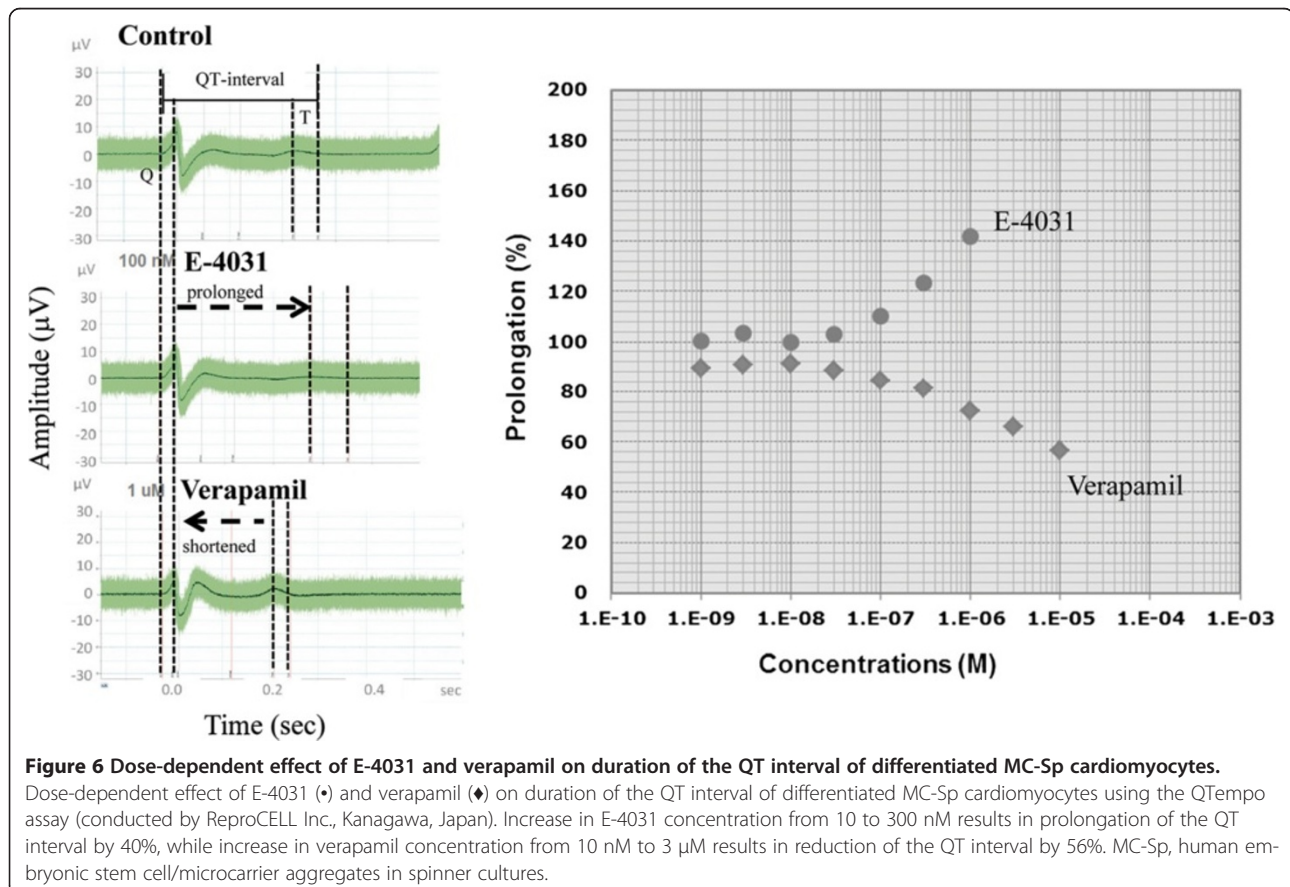 Control
µV
30
20
10
0
-10
-20
-30
QT-interval
T
Q
100 nM
E-4031
µV
prolonged
30
20
10
0
-10
-20
-30
1 uM
Verapamil
µV
shortened
30
20
10
0
-10
-20
-30
0.0 0.2 0.4 sec
Amplitude (µV)
Time (sec)
200
180
160
140
120
100
80
60
40
20
0
Prolongation (%)
E-4031
Verapamil
1.E-10 1.E-09 1.E-08 1.E-07 1.E-06 1.E-05 1.E-04 1.E-03
Concentrations (M)
Figure 6 Dose-dependent effect of E-4031 and verapamil on duration of the QT interval of differentiated MC-Sp cardiomyocytes.
Dose-dependent effect of E-4031 (•) and verapamil (♦) on duration of the QT interval of differentiated MC-Sp cardiomyocytes using the QTempo
assay (conducted by ReproCELL Inc., Kanagawa, Japan). Increase in E-4031 concentration from 10 to 300 nM results in prolongation of the QT
interval by 40%, while increase in verapamil concentration from 10 nM to 3 µM results in reduction of the QT interval by 56%. MC-Sp, human em-
bryonic stem cell/microcarrier aggregates in spinner cultures.